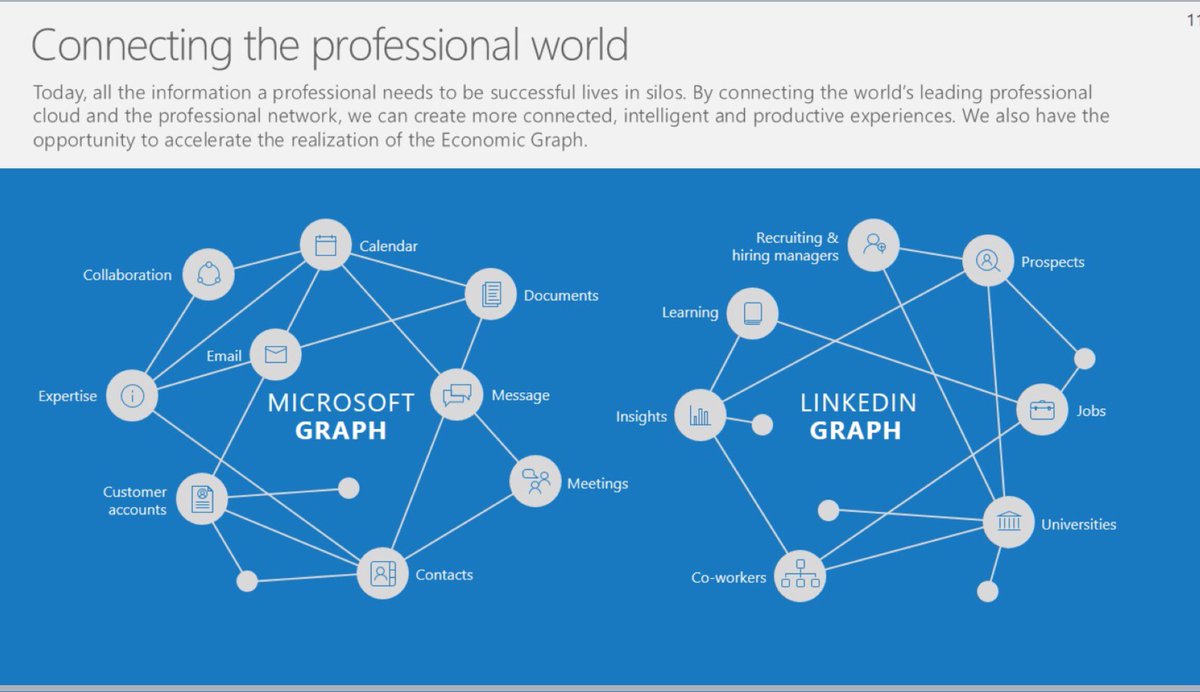 11
Connecting the professional world
Today, all the information a professional needs to be successful lives in silos. By connecting the world's leading professional
cloud and the professional network, we can create more connected, intelligent and productive experiences. We also have the
opportunity to accelerate the realization of the Economic Graph.
Calendar
Collaboration
Documents
Email
Expertise
MICROSOFT
GRAPH
Message
Customer
accounts
Meetings
Contacts
Recruiting &
hiring managers
Prospects
Learning
Insights
LINKEDIN
GRAPH
Jobs
Universities
Co-workers